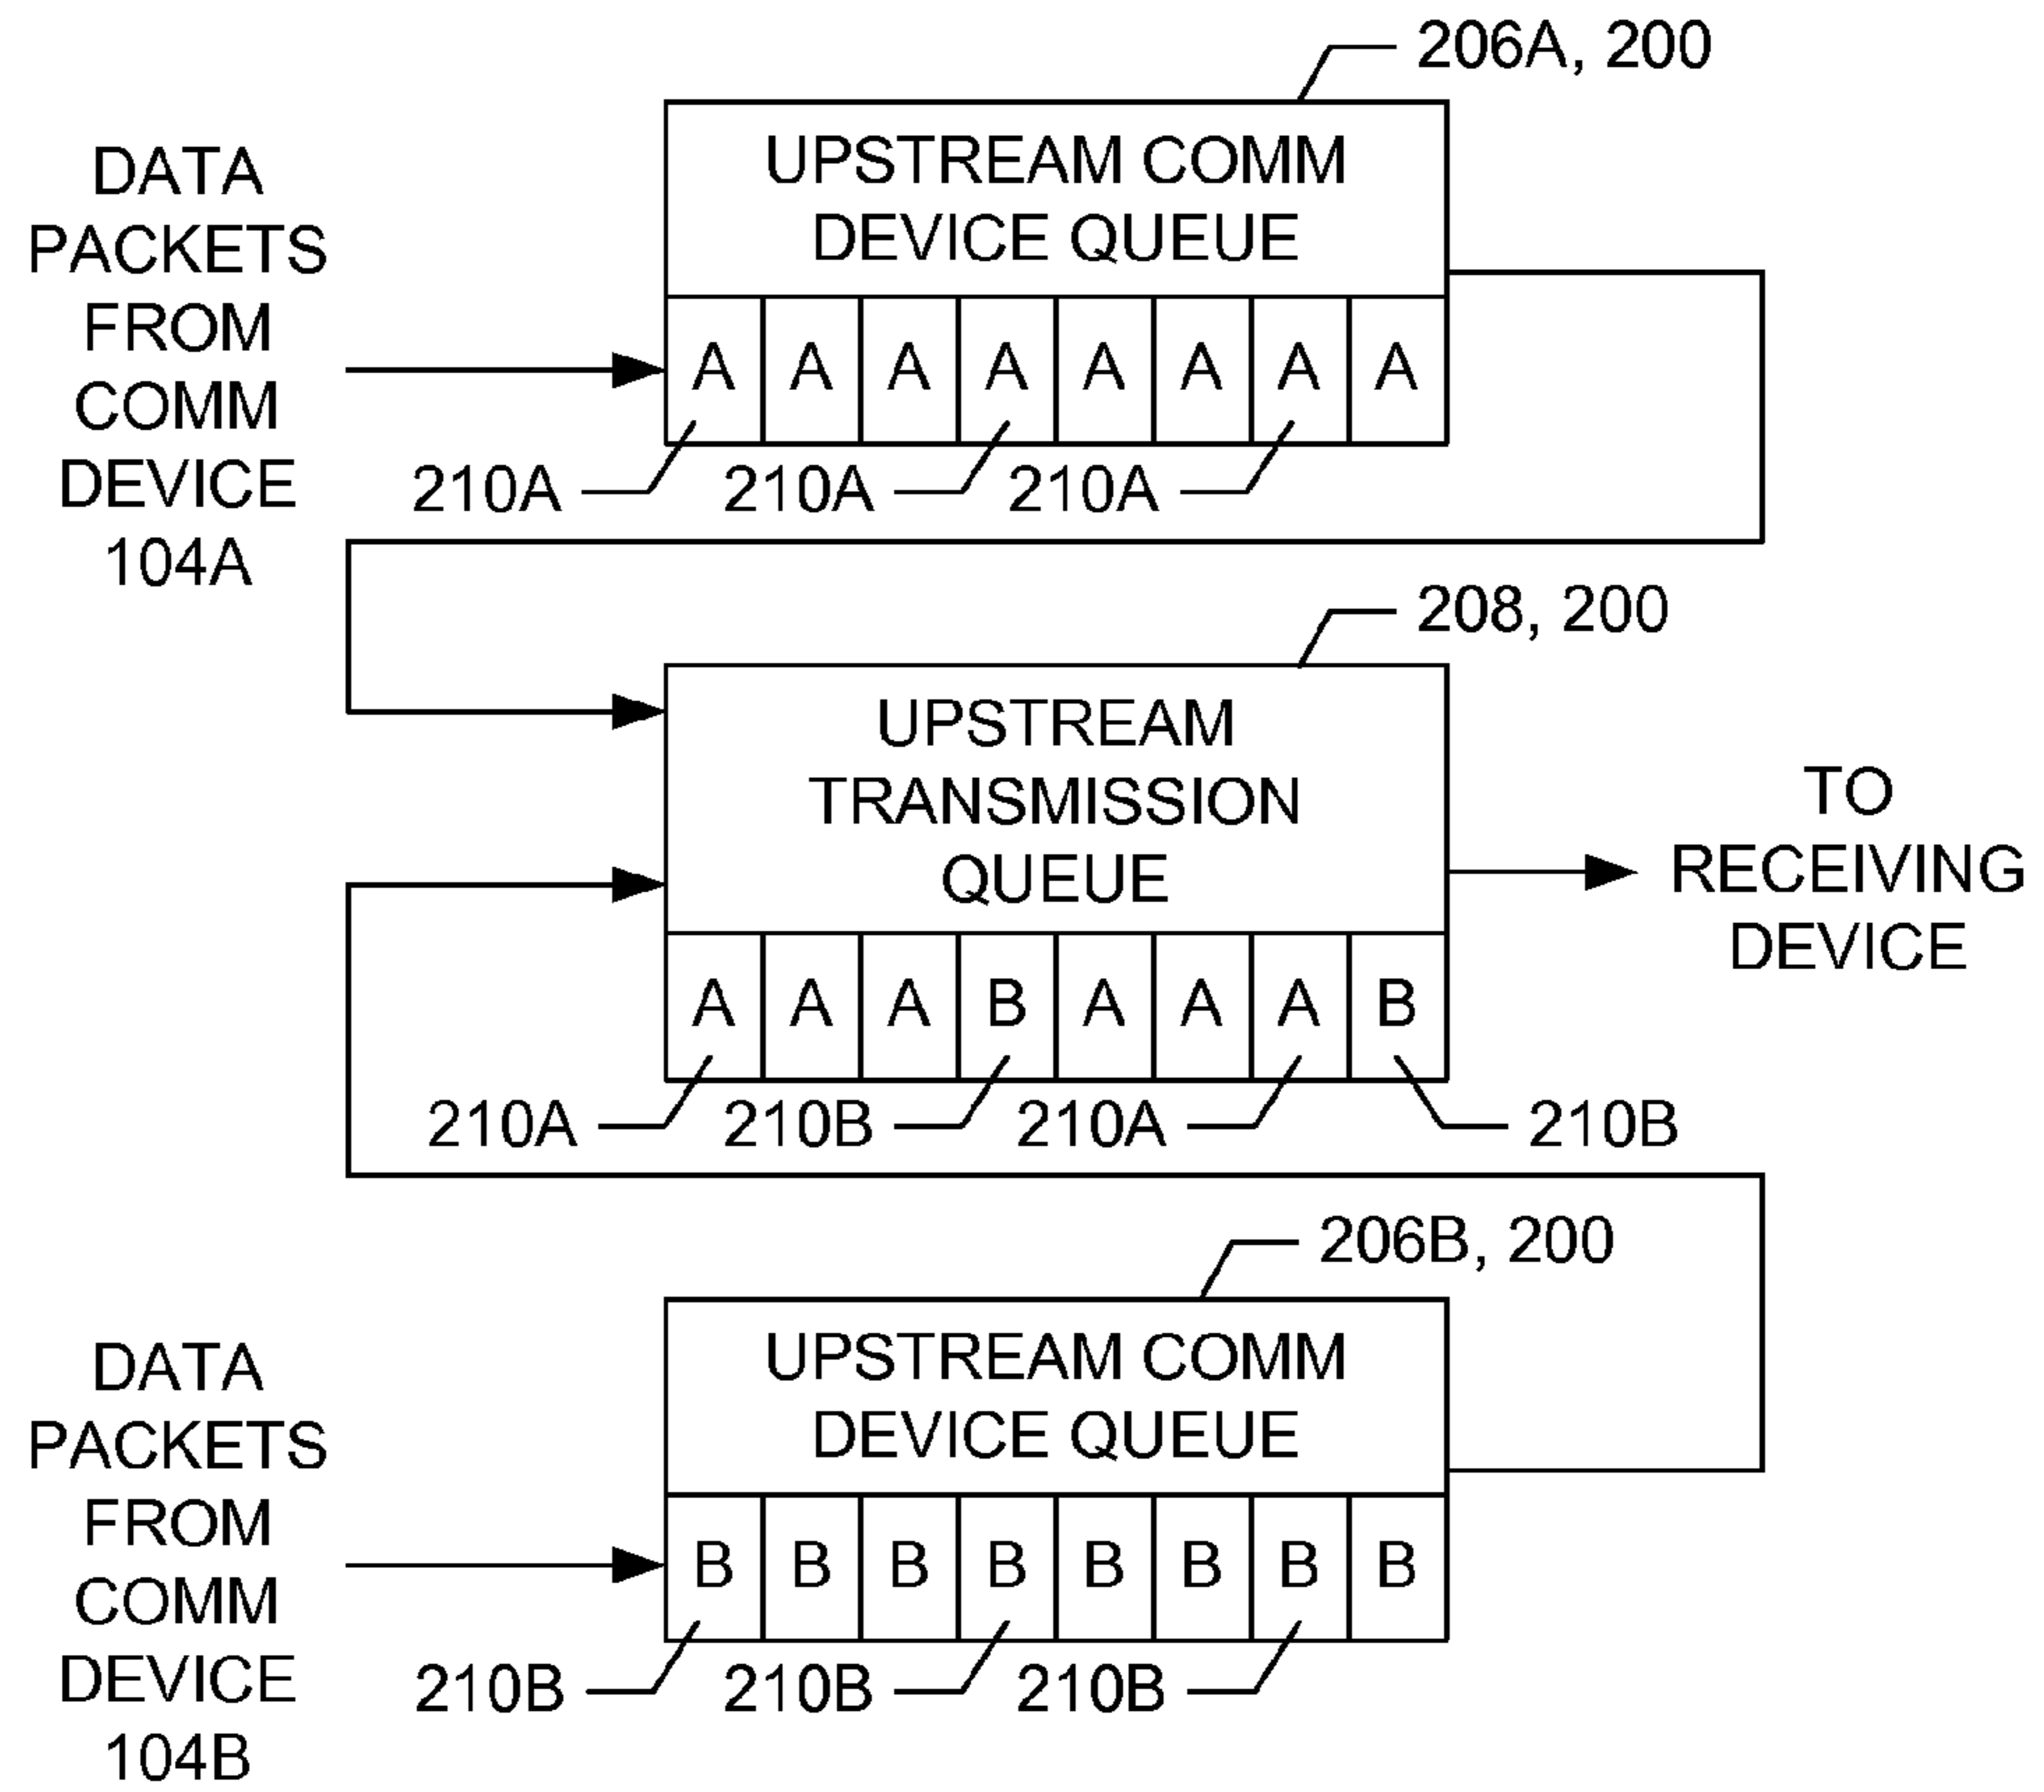 206A, 200
DATA
PACKETS
FROM
COMM
DEVICE
104A
UPSTREAM COMM
DEVICE QUEUE
A A A A A A A A
210A 210A 210A
208, 200
UPSTREAM
TRANSMISSION
QUEUE
A A A B A A A B
210A 210B 210A 210B
TO
RECEIVING
DEVICE
206B, 200
DATA
PACKETS
FROM
COMM
DEVICE
104B
UPSTREAM COMM
DEVICE QUEUE
B B B B B B B B
210B 210B 210B